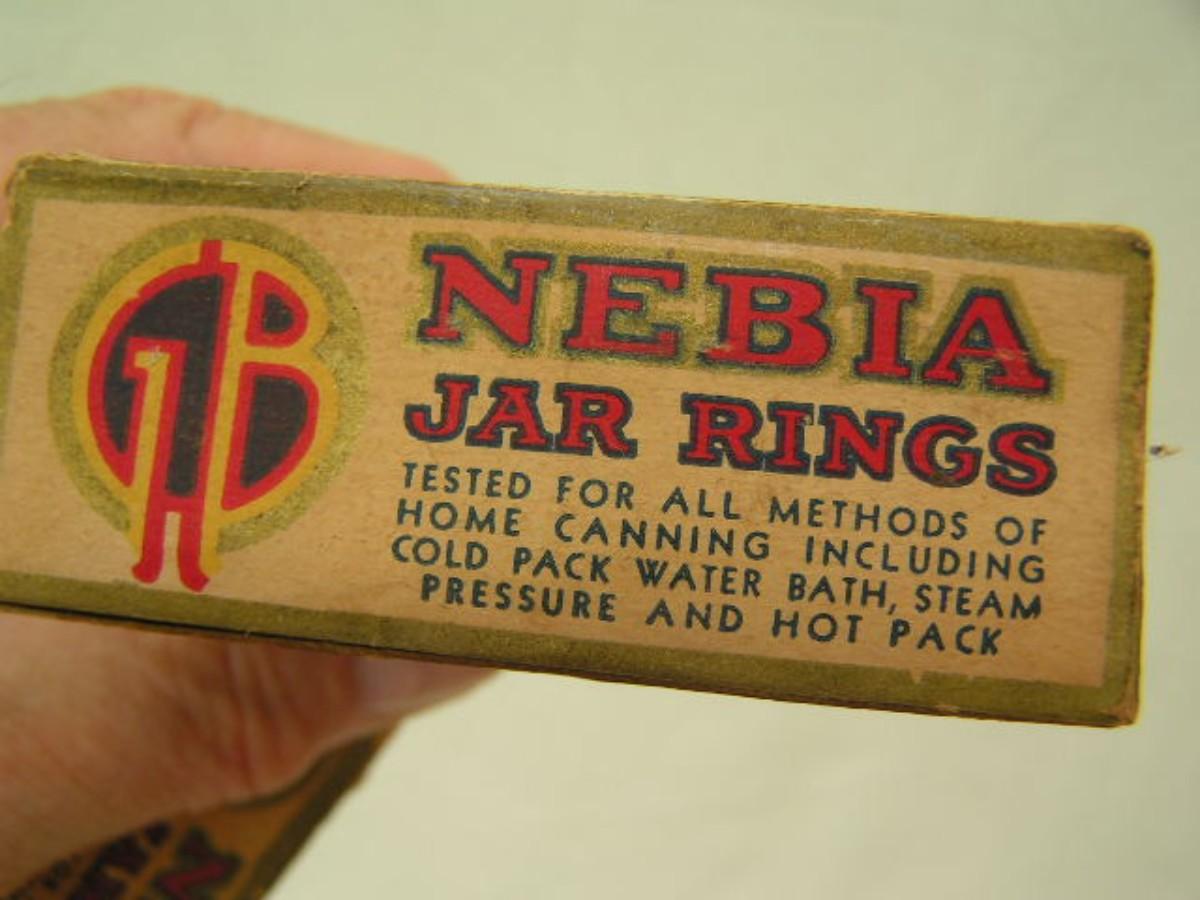 NEBIA
JAR RINGS
TESTED FOR ALL METHODS OF
HOME CANNING INCLUDING
COLD PACK WATER BATH, STEAM
PRESSURE AND HOT PACK